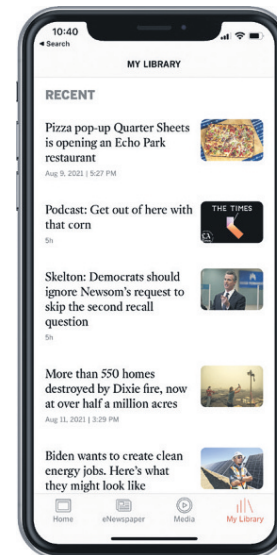 10:40
◀ Search
MY LIBRARY
RECENT
Pizza pop-up Quarter Sheets
is opening an Echo Park
restaurant
Aug 9, 2021 | 5:27 PM
Podcast: Get out of here with
that corn
5h
THE TIMES
Skelton: Democrats should
ignore Newsom's request to
skip the second recall
question
5h
More than 550 homes
destroyed by Dixie fire, now
at over half a million acres
Aug 11, 2021 | 3:29 PM
Biden wants to create clean
energy jobs. Here's what
they might look like
Home
eNewspaper
Media
My Library